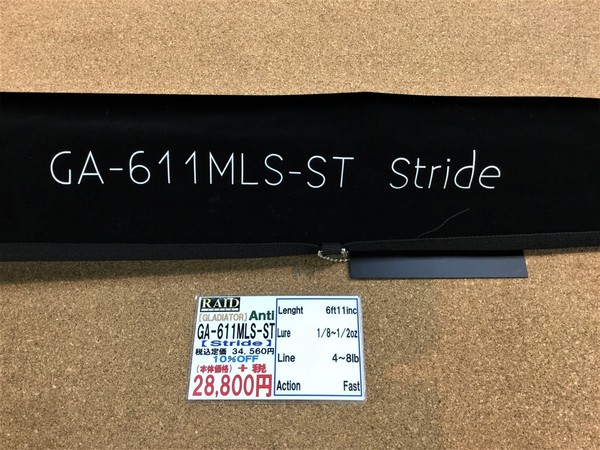 GA-611MLS-ST Stride
RAID
[GLADIATOR] Anti
GA-611MLS-ST
【Stride】
税込定価 34,560円
10%OFF
(本体価格) + 税
28,800円
Lenght 6ft11inc
Lure 1/8~1/2oz
Line 4~8lb
Action Fast